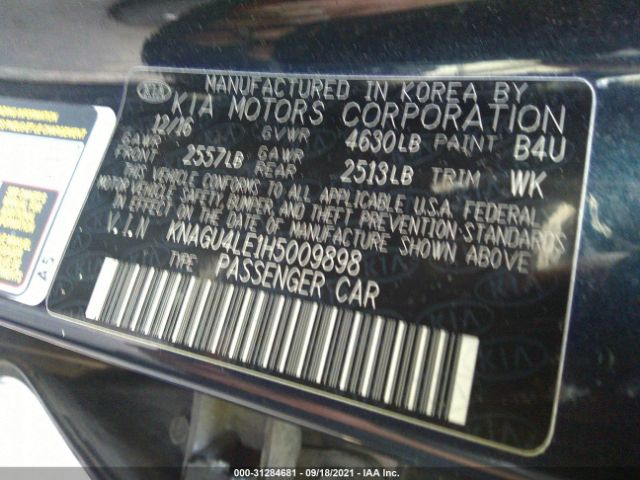 KIA MANUFACTURED IN KOREA BY
KIA MOTORS CORPORATION
12/16 GVWR 4630LB PAINT B4U
GAWR FRONT 2557LB GAWR REAR 2513LB TRIM WK
THIS VEHICLE CONFORMS TO ALL APPLICABLE U.S.A. FEDERAL
MOTOR VEHICLE SAFETY, BUMPER, AND THEFT PREVENTION STANDARDS
IN EFFECT ON THE DATE OF MANUFACTURE SHOWN ABOVE.
V.I.N KNAGU4LE1H5009898
TYPE PASSENGER CAR
000-31284681 - 09/18/2021 - IAA Inc.